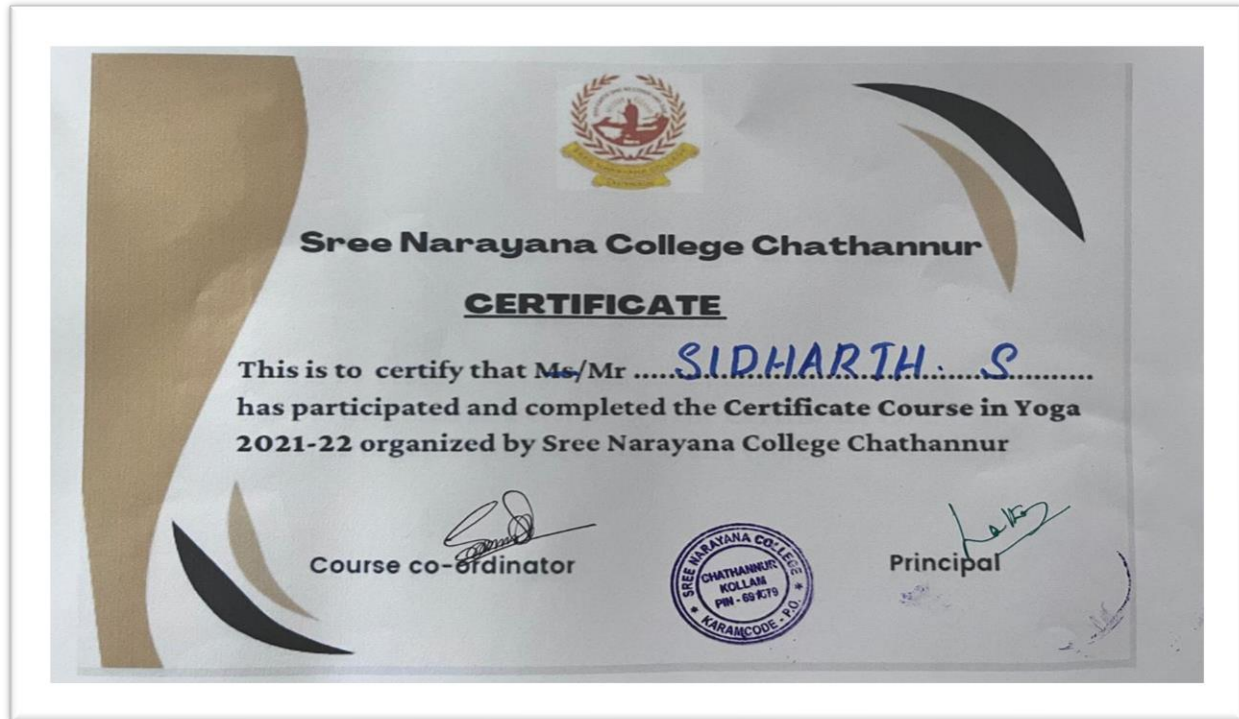 Sree Narayana College Chathannur
CERTIFICATE
This is to certify that Ms/Mr .....SIDHARTH. S..........
has participated and completed the Certificate Course in Yoga
2021-22 organized by Sree Narayana College Chathannur
Course co-ordinator
SREE NARAYANA COLLEGE
CHATHANNUR
KOLLAM
PIN - 691579
KARAMCODE - P.O.
Principal